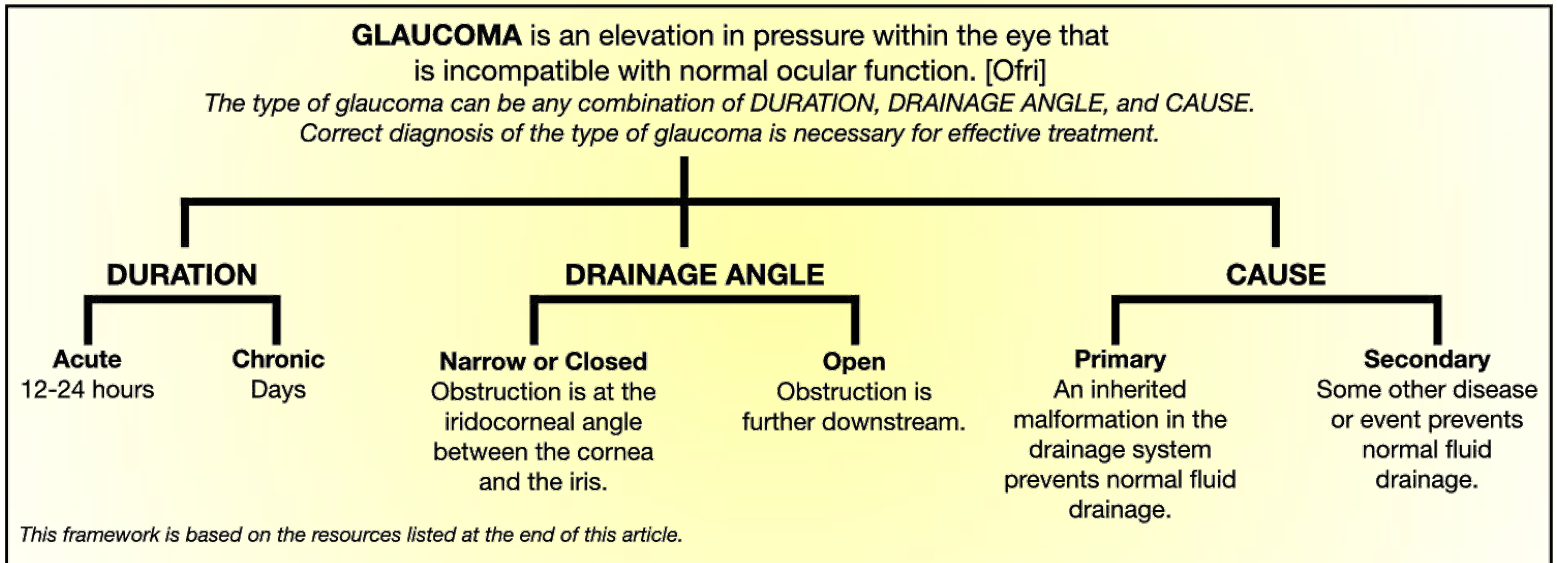 GLAUCOMA is an elevation in pressure within the eye that
is incompatible with normal ocular function. [Ofri]
The type of glaucoma can be any combination of DURATION, DRAINAGE ANGLE, and CAUSE.
Correct diagnosis of the type of glaucoma is necessary for effective treatment.
DURATION
Acute
12-24 hours
Chronic
Days
DRAINAGE ANGLE
Narrow or Closed
Obstruction is at the
iridocorneal angle
between the cornea
and the iris.
Open
Obstruction is
further downstream.
CAUSE
Primary
An inherited
malformation in the
drainage system
prevents normal fluid
drainage.
Secondary
Some other disease
or event prevents
normal fluid
drainage.
This framework is based on the resources listed at the end of this article.